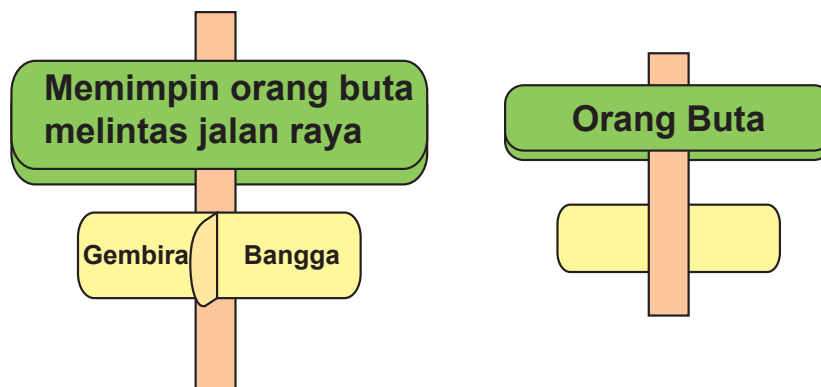 Memimpin orang buta
melintas jalan raya
Gembira
Bangga
Orang Buta